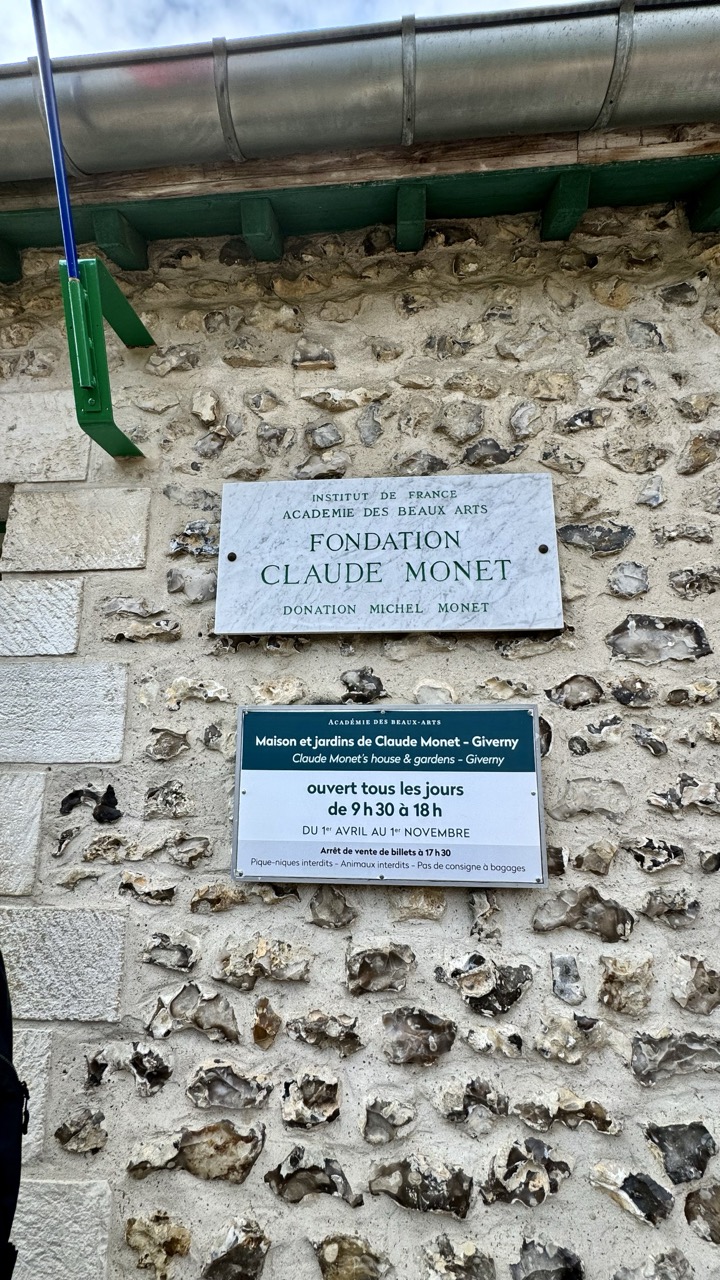 INSTITUT DE FRANCE
ACADEMIE DES BEAUX ARTS
FONDATION
CLAUDE MONET
DONATION MICHEL MONET
ACADÉMIE DES BEAUX-ARTS
Maison et jardins de Claude Monet - Giverny
Claude Monet's house & gardens - Giverny
ouvert tous les jours
de 9 h 30 à 18 h
DU 1er AVRIL AU 1er NOVEMBRE
Arrêt de vente de billets à 17 h 30
Pique-niques interdits - Animaux interdits - Pas de consigne à bagages